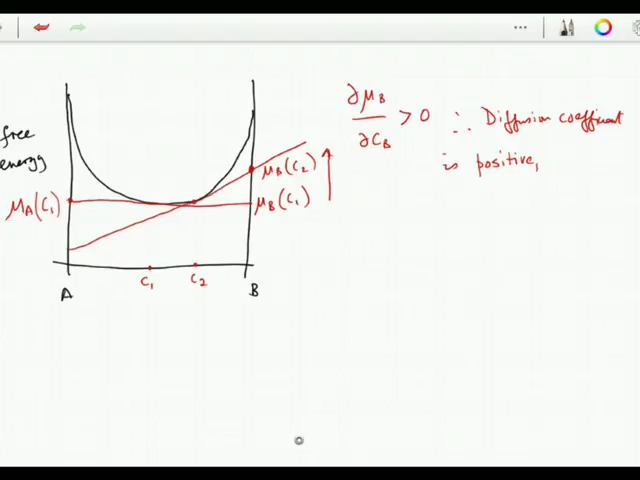 free
energy
μA(C1)
μB(C2)
μB(C1)
C1
C2
A
B
∂μB/∂CB > 0 ∴ Diffusion coefficient
is positive,